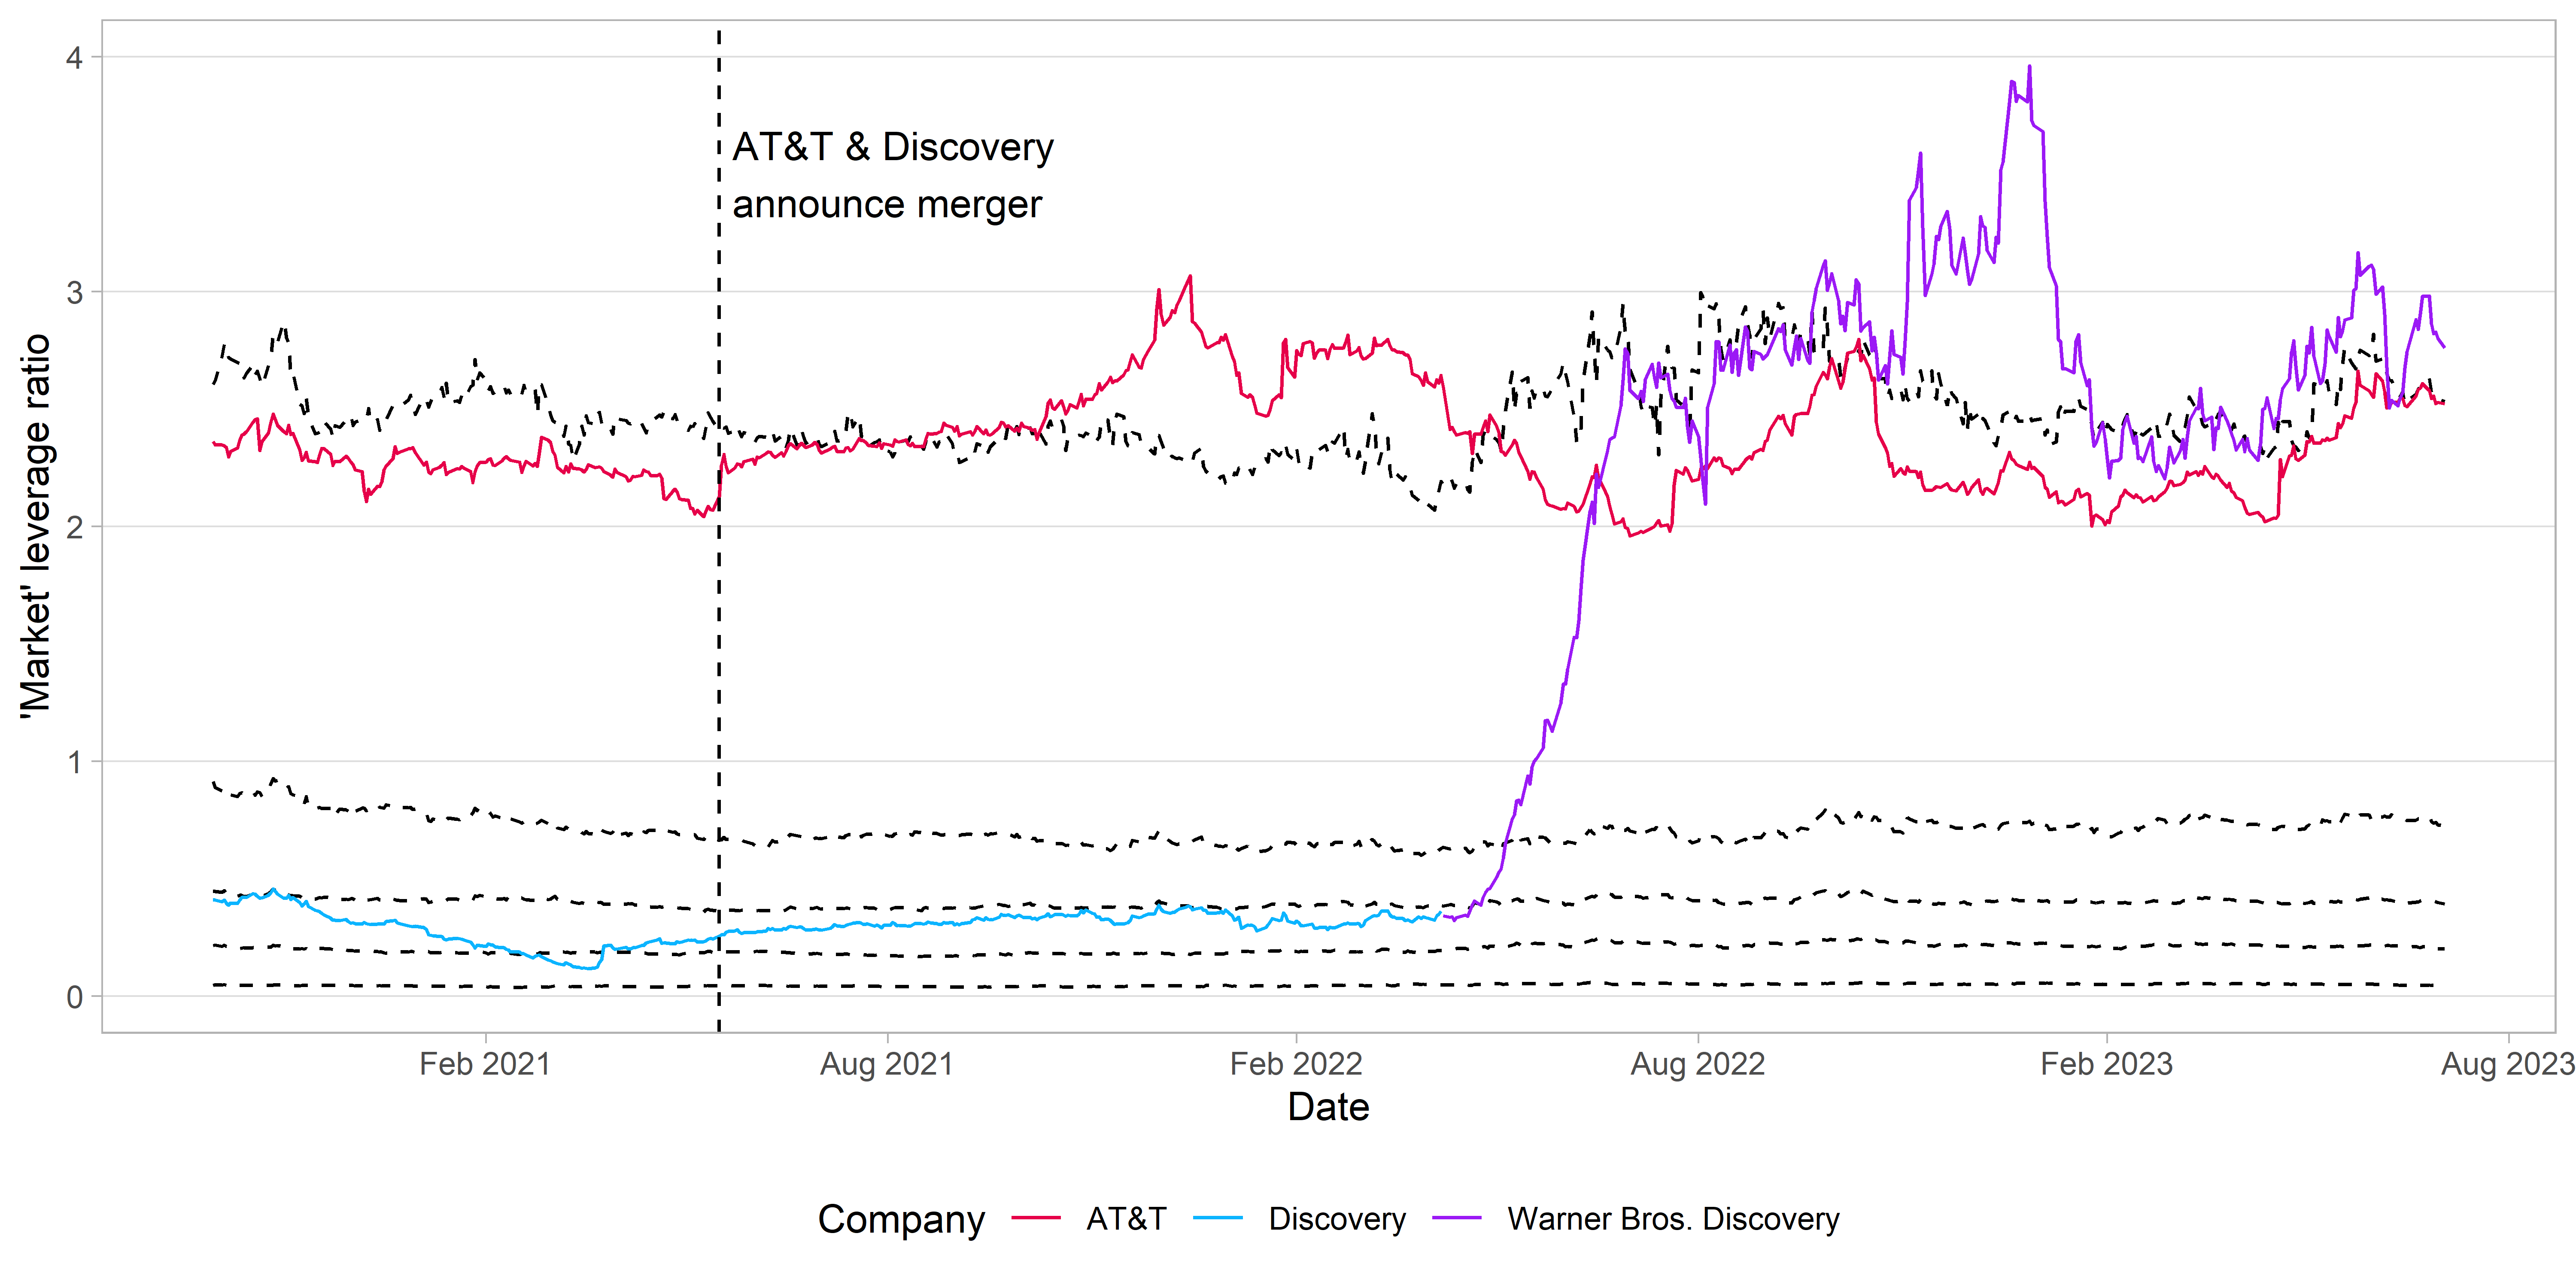 4
AT&T & Discovery
announce merger
3
'Market' leverage ratio
2
1
0
Feb 2021 Aug 2021 Feb 2022 Aug 2022 Feb 2023 Aug 2023
Date
Company AT&T Discovery Warner Bros. Discovery